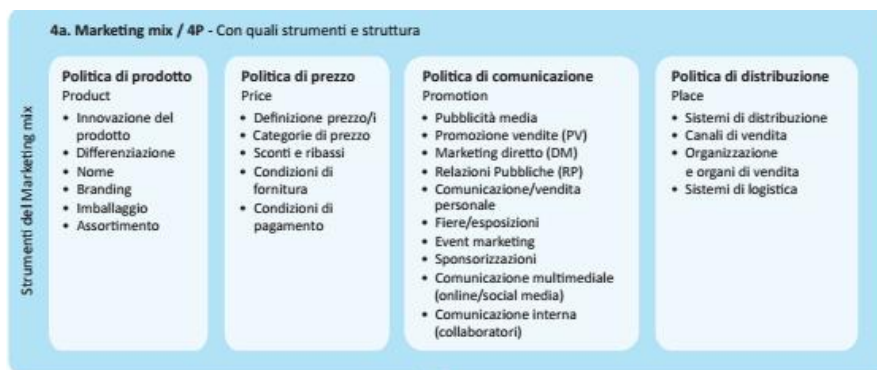 4a. Marketing mix / 4P - Con quali strumenti e struttura
Strumenti del Marketing mix
Politica di prodotto
Product
• Innovazione del
prodotto
• Differenziazione
• Nome
• Branding
• Imballaggio
• Assortimento
Politica di prezzo
Price
• Definizione prezzo/i
• Categorie di prezzo
• Sconti e ribassi
• Condizioni di
fornitura
• Condizioni di
pagamento
Politica di comunicazione
Promotion
• Pubblicità media
• Promozione vendite (PV)
• Marketing diretto (DM)
• Relazioni Pubbliche (RP)
• Comunicazione/vendita
personale
• Fiere/esposizioni
• Event marketing
• Sponsorizzazioni
• Comunicazione multimediale
(online/social media)
• Comunicazione interna
(collaboratori)
Politica di distribuzione
Place
• Sistemi di distribuzione
• Canali di vendita
• Organizzazione
e organi di vendita
• Sistemi di logistica